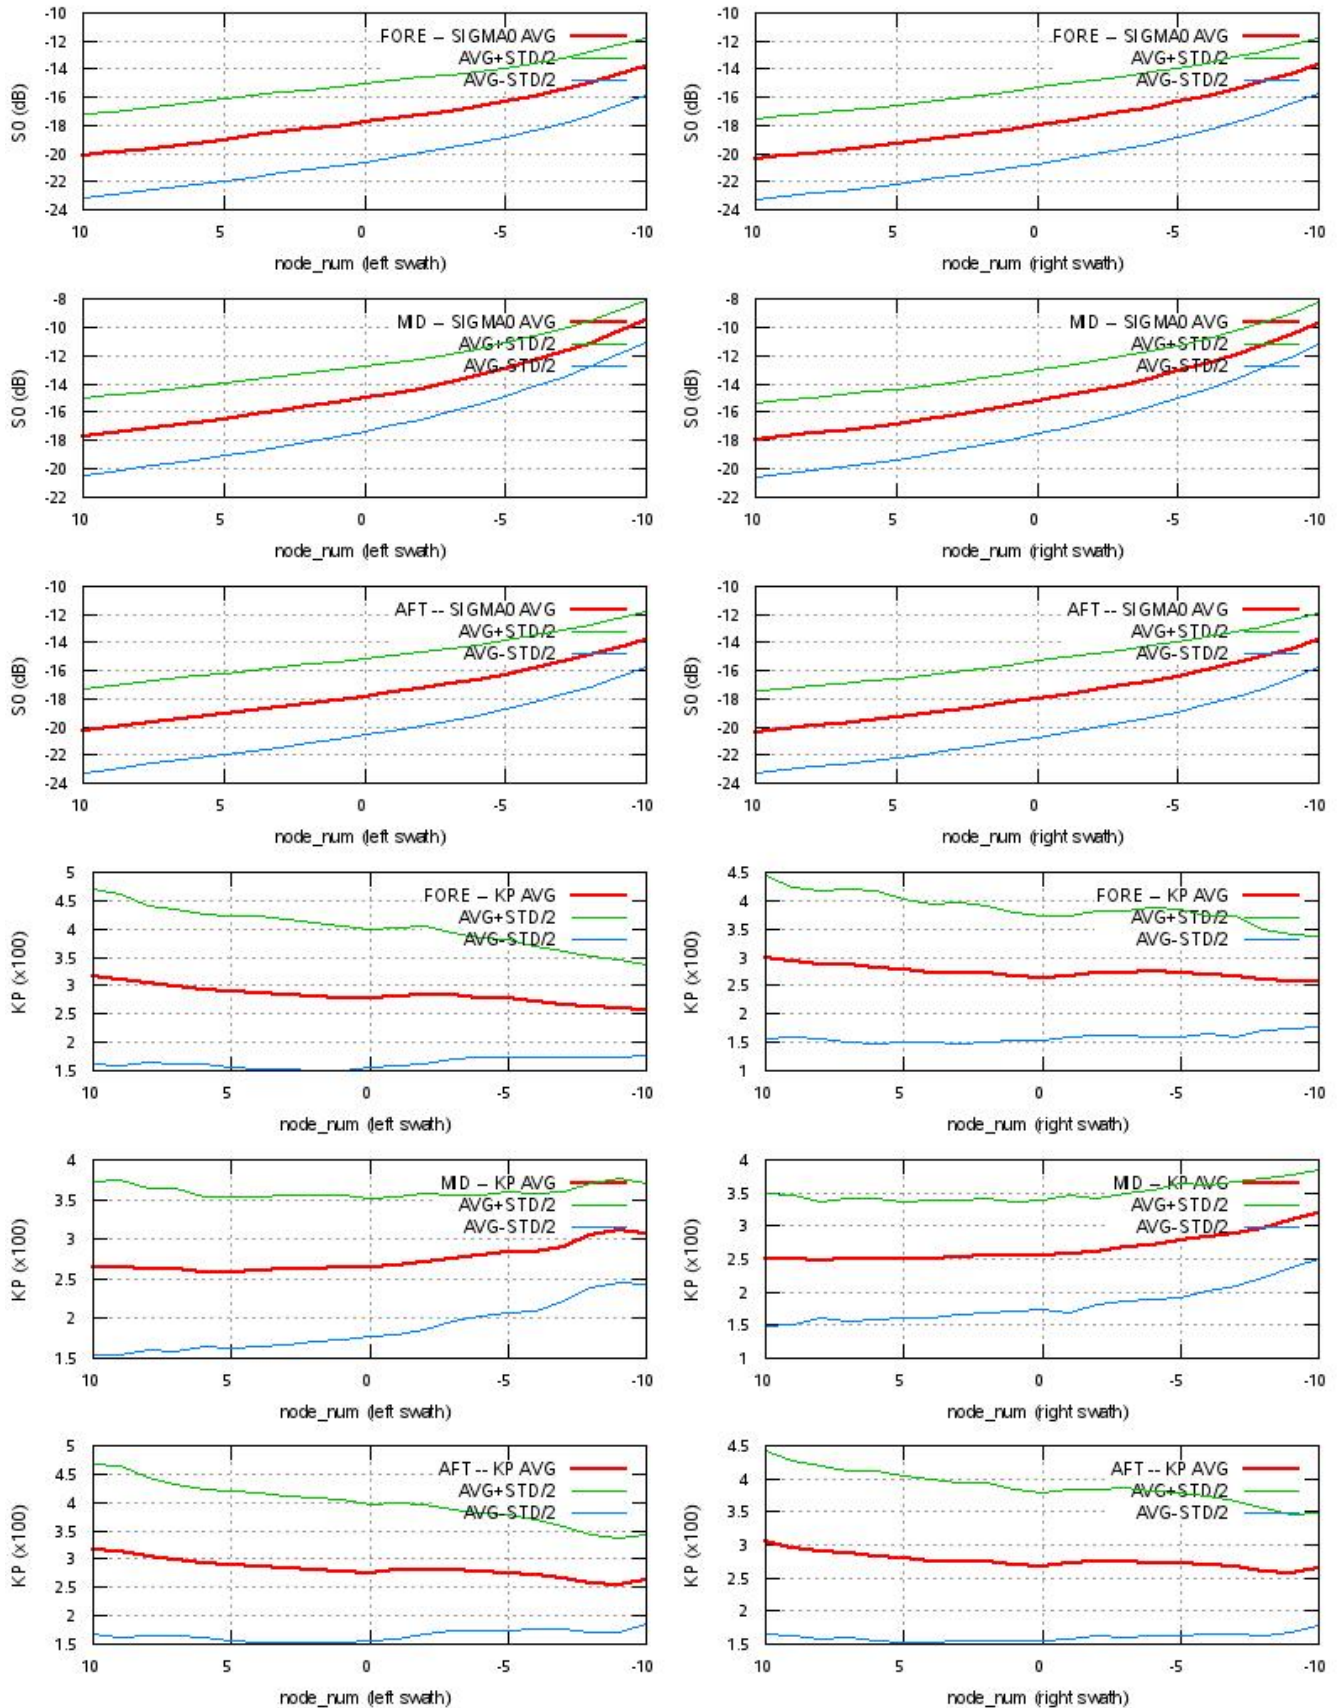 S0 (dB)
-10
-12
-14
-16
-18
-20
-22
-24
FORE -- SIGMA0 AVG
AVG+STD/2
AVG-STD/2
10 5 0 -5 -10
node_num (left swath)
S0 (dB)
-10
-12
-14
-16
-18
-20
-22
-24
FORE -- SIGMA0 AVG
AVG+STD/2
AVG-STD/2
10 5 0 -5 -10
node_num (right swath)
S0 (dB)
-8
-10
-12
-14
-16
-18
-20
-22
MID -- SIGMA0 AVG
AVG+STD/2
AVG-STD/2
10 5 0 -5 -10
node_num (left swath)
S0 (dB)
-8
-10
-12
-14
-16
-18
-20
-22
MID -- SIGMA0 AVG
AVG+STD/2
AVG-STD/2
10 5 0 -5 -10
node_num (right swath)
S0 (dB)
-10
-12
-14
-16
-18
-20
-22
-24
AFT -- SIGMA0 AVG
AVG+STD/2
AVG-STD/2
10 5 0 -5 -10
node_num (left swath)
S0 (dB)
-10
-12
-14
-16
-18
-20
-22
-24
AFT -- SIGMA0 AVG
AVG+STD/2
AVG-STD/2
10 5 0 -5 -10
node_num (right swath)
KP (x100)
5
4.5
4
3.5
3
2.5
2
1.5
FORE -- KP AVG
AVG+STD/2
AVG-STD/2
10 5 0 -5 -10
node_num (left swath)
KP (x100)
4.5
4
3.5
3
2.5
2
1.5
1
FORE -- KP AVG
AVG+STD/2
AVG-STD/2
10 5 0 -5 -10
node_num (right swath)
KP (x100)
4
3.5
3
2.5
2
1.5
MID -- KP AVG
AVG+STD/2
AVG-STD/2
10 5 0 -5 -10
node_num (left swath)
KP (x100)
4
3.5
3
2.5
2
1.5
1
MID -- KP AVG
AVG+STD/2
AVG-STD/2
10 5 0 -5 -10
node_num (right swath)
KP (x100)
5
4.5
4
3.5
3
2.5
2
1.5
AFT -- KP AVG
AVG+STD/2
AVG-STD/2
10 5 0 -5 -10
node_num (left swath)
KP (x100)
4.5
4
3.5
3
2.5
2
1.5
AFT -- KP AVG
AVG+STD/2
AVG-STD/2
10 5 0 -5 -10
node_num (right swath)